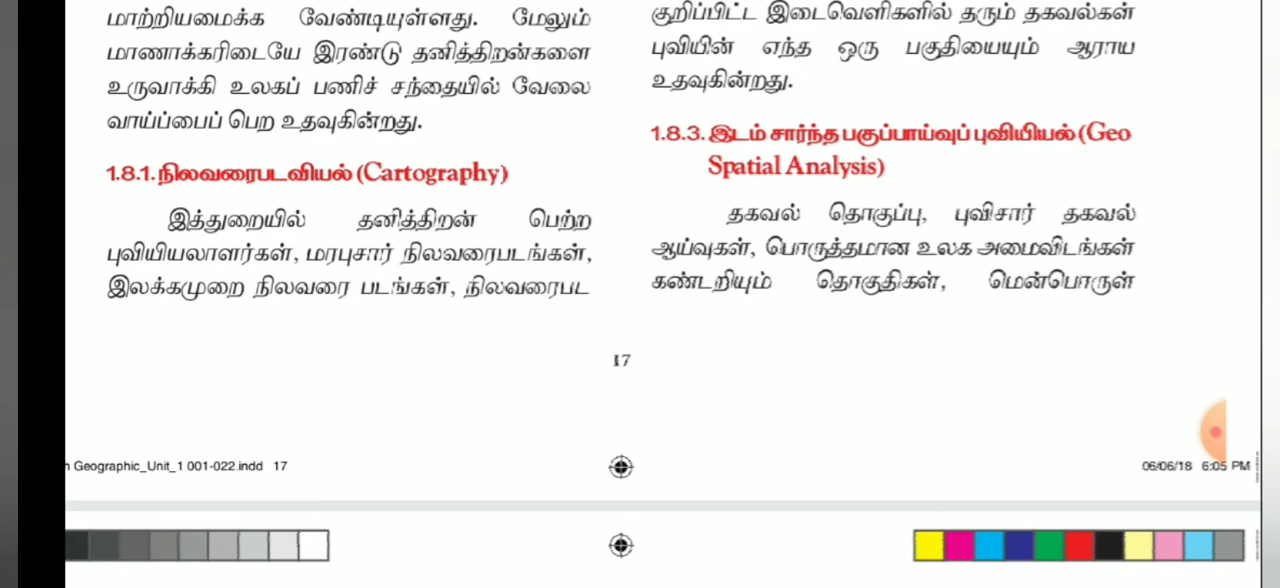 மாற்றியமைக்க வேண்டியுள்ளது. மேலும்
மாணாக்கரிடையே இரண்டு தனித்திறன்களை
உருவாக்கி உலகப் பணிச் சந்தையில் வேலை
வாய்ப்பைப் பெற உதவுகின்றது.
1.8.1. நிலவரைபடவியல் (Cartography)
இத்துறையில் தனித்திறன் பெற்ற
புவியியலாளர்கள், மரபுசார் நிலவரைபடங்கள்,
இலக்கமுறை நிலவரை படங்கள், நிலவரைபட
குறிப்பிட்ட இடைவெளிகளில் தரும் தகவல்கள்
புவியின் எந்த ஒரு பகுதியையும் ஆராய
உதவுகின்றது.
1.8.3. இடம் சார்ந்த பகுப்பாய்வுப் புவியியல் (Geo
Spatial Analysis)
தகவல் தொகுப்பு, புவிசார் தகவல்
ஆய்வுகள், பொருத்தமான உலக அமைவிடங்கள்
கண்டறியும் தொகுதிகள், மென்பொருள்
17
Geographic_Unit_1 001-022.indd 17
06/06/18 6:05 PM